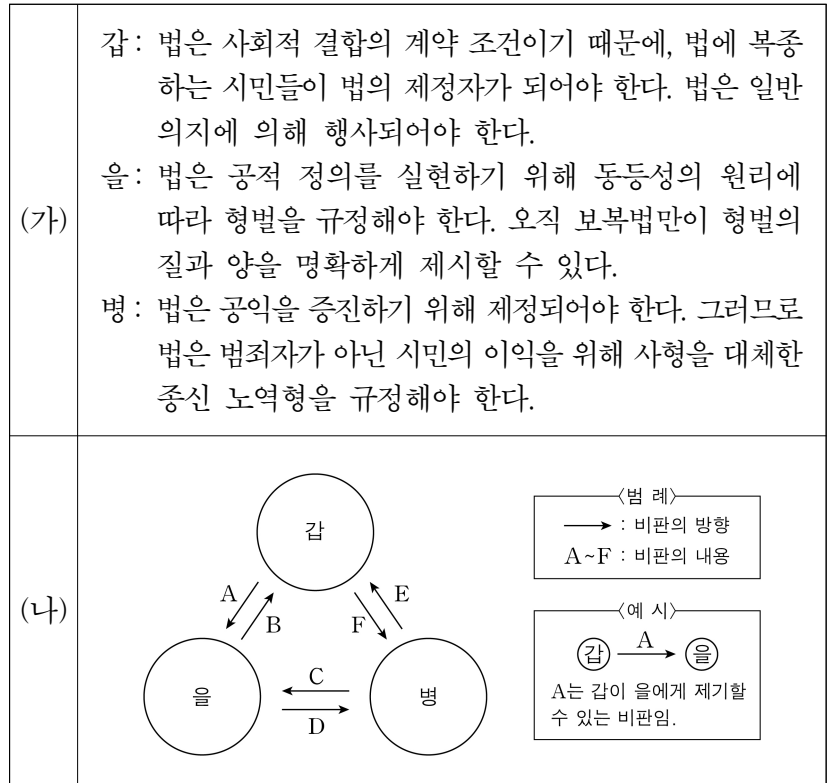 (가)
갑: 법은 사회적 결합의 계약 조건이기 때문에, 법에 복종
하는 시민들이 법의 제정자가 되어야 한다. 법은 일반
의지에 의해 행사되어야 한다.
을: 법은 공적 정의를 실현하기 위해 동등성의 원리에
따라 형벌을 규정해야 한다. 오직 보복법만이 형벌의
질과 양을 명확하게 제시할 수 있다.
병: 법은 공익을 증진하기 위해 제정되어야 한다. 그러므로
법은 범죄자가 아닌 시민의 이익을 위해 사형을 대체한
종신 노역형을 규정해야 한다.
(나)
갑
A
B
F
E
을
C
D
병
〈범 례〉
→ : 비판의 방향
A~F : 비판의 내용
〈예 시〉
갑 A → 을
A는 갑이 을에게 제기할
수 있는 비판임.